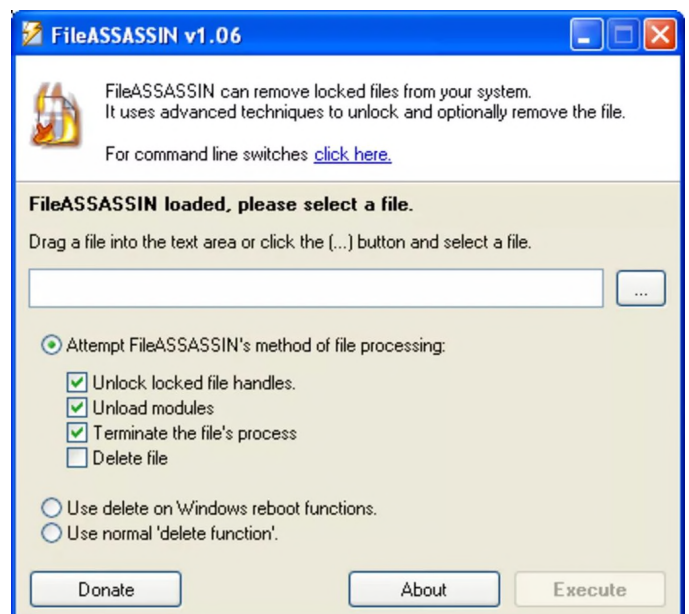 FileASSASSIN v1.06
FileASSASSIN can remove locked files from your system.
It uses advanced techniques to unlock and optionally remove the file.
For command line switches click here.
FileASSASSIN loaded, please select a file.
Drag a file into the text area or click the (...) button and select a file.
...
Attempt FileASSASSIN's method of file processing:
Unlock locked file handles.
Unload modules
Terminate the file's process
Delete file
Use delete on Windows reboot functions.
Use normal 'delete function'.
Donate About Execute